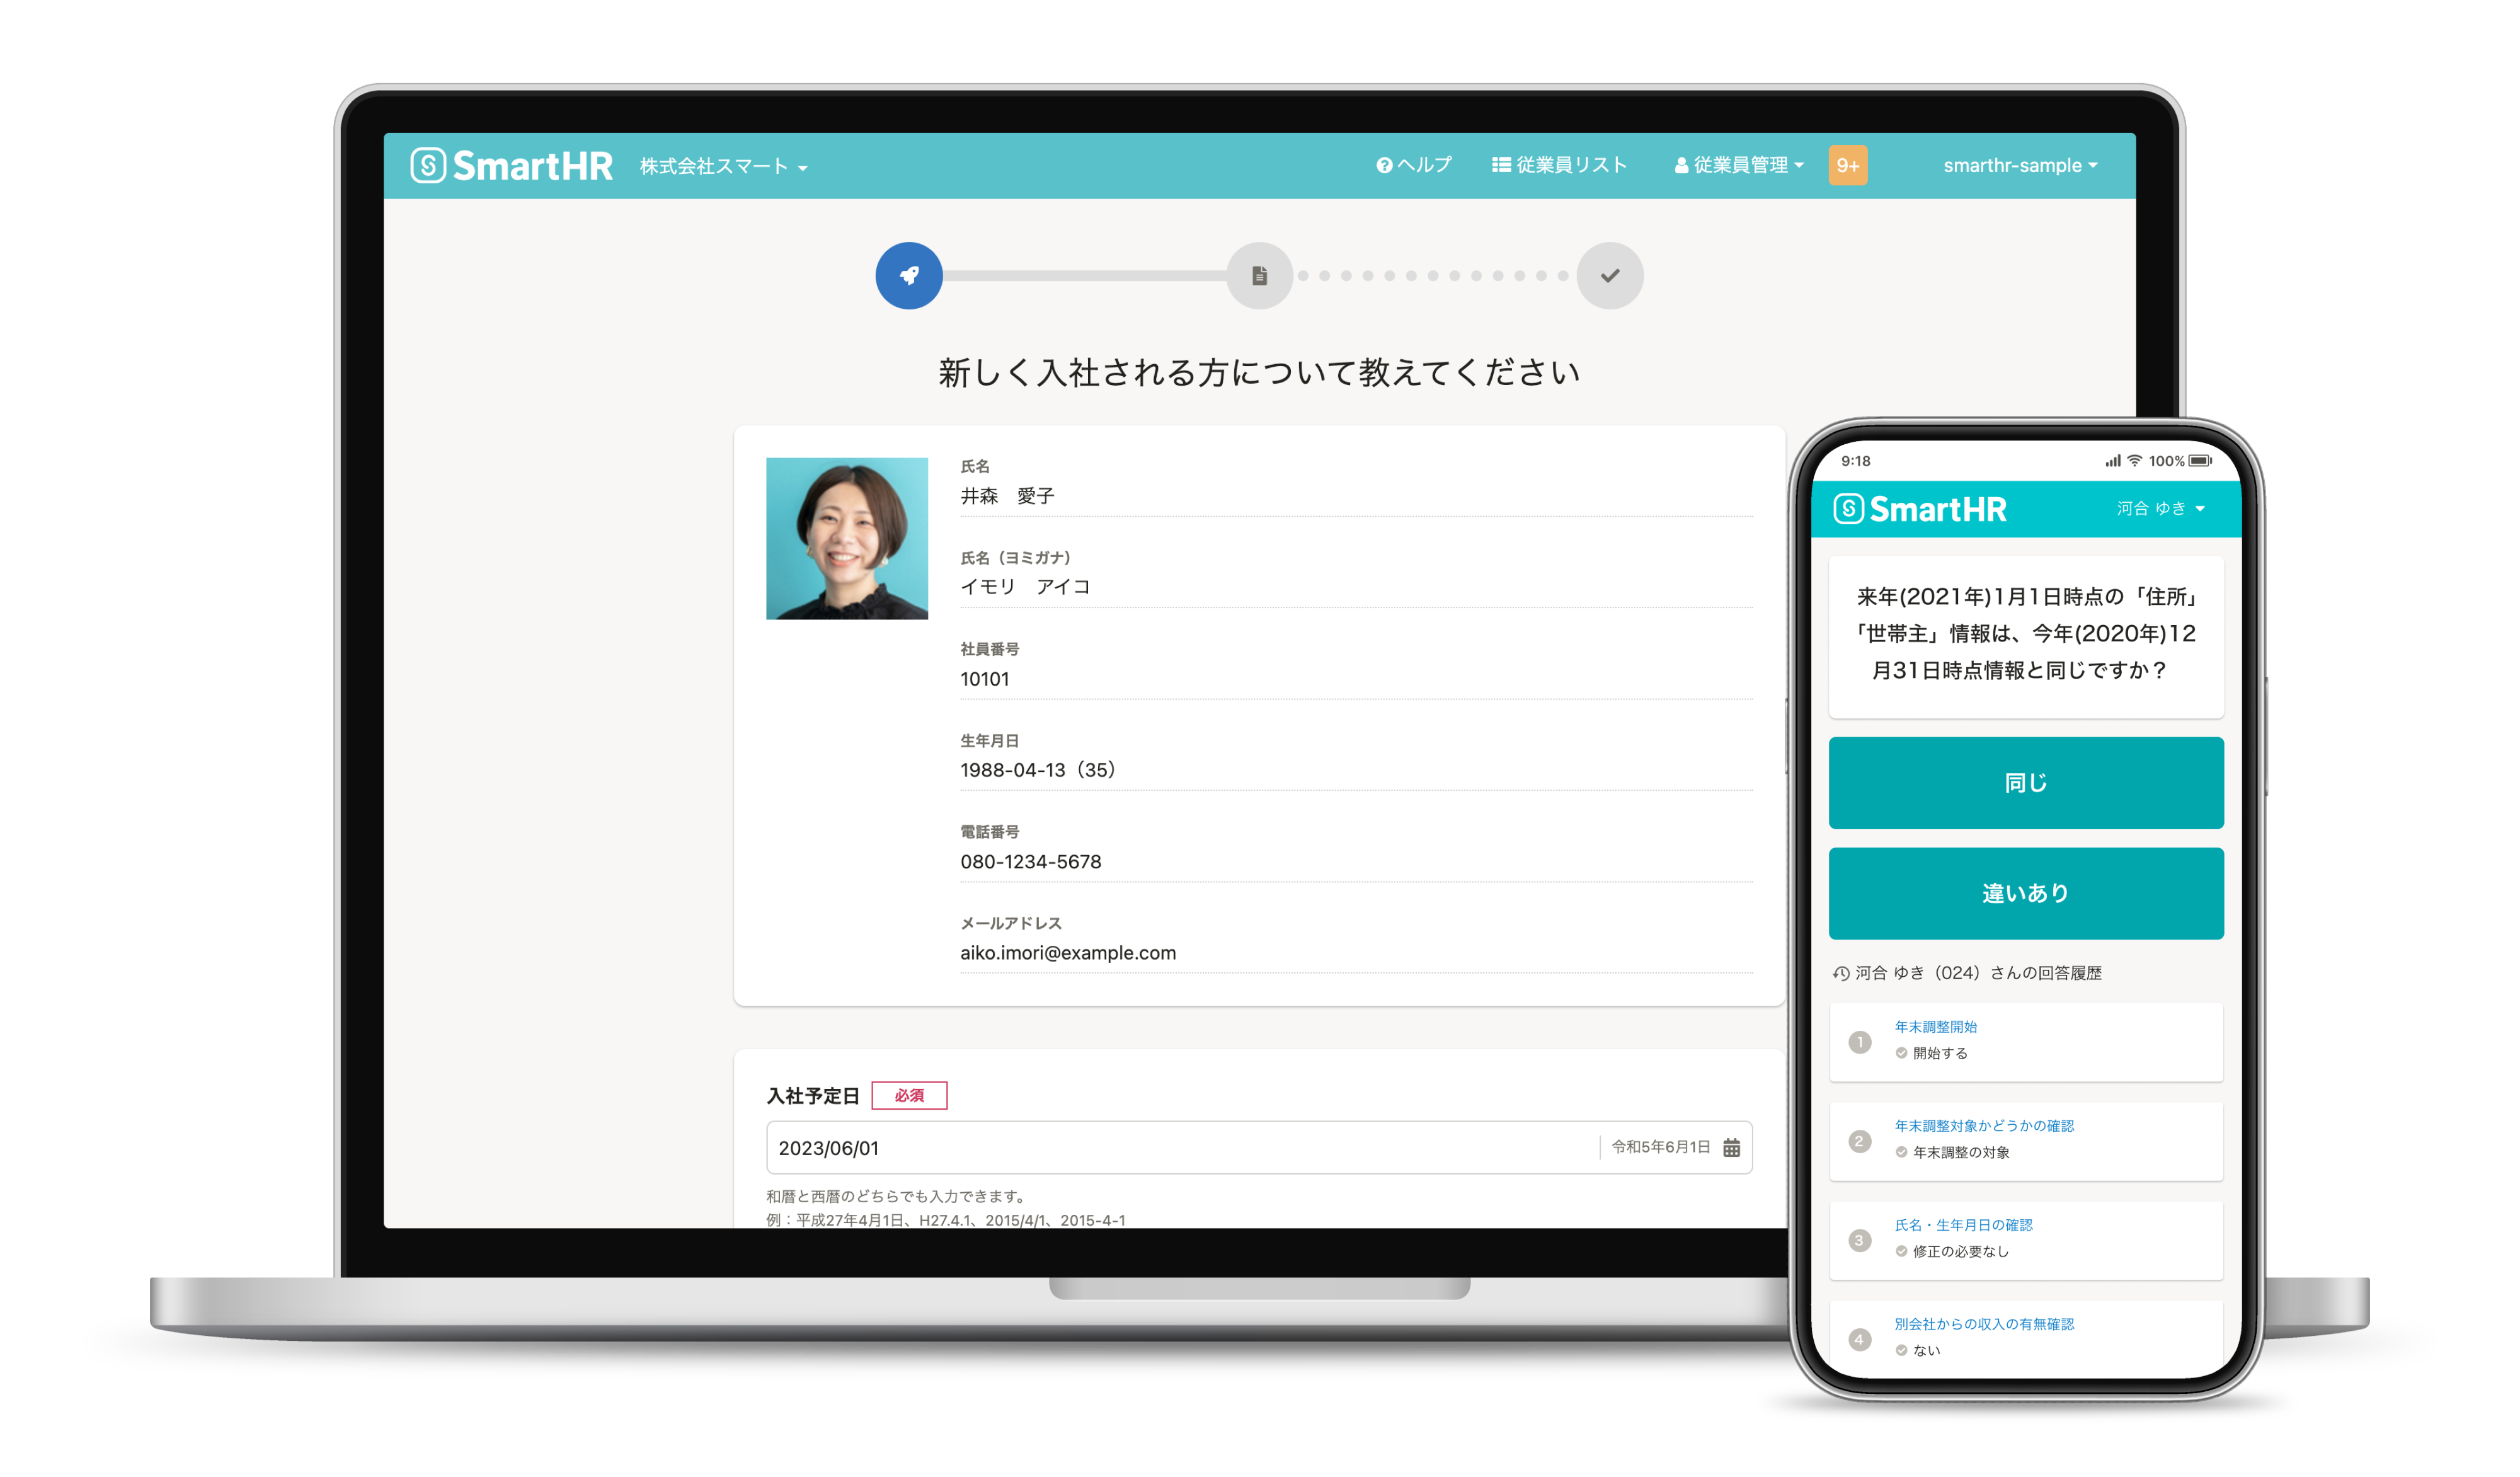 SmartHR 株式会社スマート ヘルプ 従業員リスト 従業員管理 9+ smarthr-sample
新しく入社される方について教えてください
氏名
井森 愛子
氏名（ヨミガナ）
イモリ アイコ
社員番号
10101
生年月日
1988-04-13（35）
電話番号
080-1234-5678
メールアドレス
aiko.imori@example.com
入社予定日 必須
2023/06/01 令和5年6月1日
和暦と西暦のどちらでも入力できます。
例：平成27年4月1日、H27.4.1、2015/4/1、2015-4-1
9:18 100%
SmartHR 河合 ゆき
来年(2021年)1月1日時点の「住所」
「世帯主」情報は、今年(2020年)12
月31日時点情報と同じですか？
同じ
違いあり
河合 ゆき（024）さんの回答履歴
1 年末調整開始
開始する
2 年末調整対象かどうかの確認
年末調整の対象
3 氏名・生年月日の確認
修正の必要なし
4 別会社からの収入の有無確認
ない